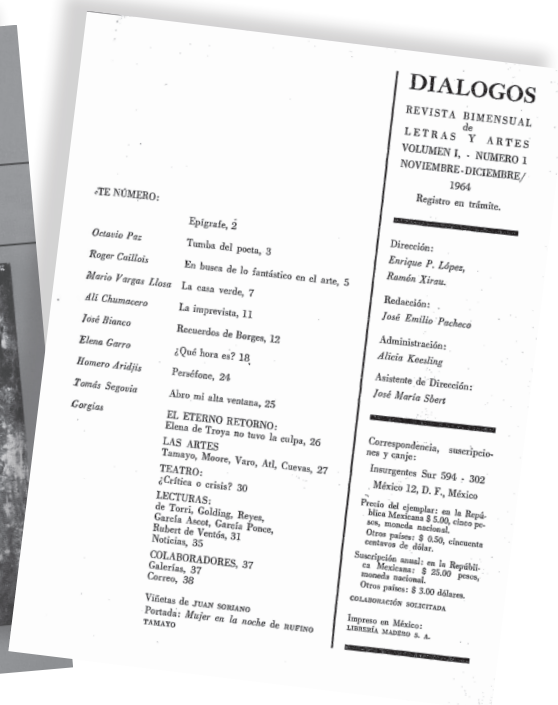 .TE NÚMERO:
Epígrafe, 2
Octavio Paz Tumba del poeta, 3
Roger Caillois En busca de lo fantástico en el arte, 5
Mario Vargas Llosa La casa verde, 7
Alí Chumacero La imprevista, 11
José Bianco Recuerdos de Borges, 12
Elena Garro ¿Qué hora es? 18
Homero Aridjis Perséfone, 24
Tomás Segovia Abro mi alta ventana, 25
Gorgias EL ETERNO RETORNO:
Elena de Troya no tuvo la culpa, 26
LAS ARTES
Tamayo, Moore, Varo, Atl, Cuevas, 27
TEATRO:
¿Crítica o crisis? 30
LECTURAS:
de Torri, Golding, Reyes,
García Ascot, García Ponce,
Rubert de Ventós, 31
Noticias, 35
COLABORADORES, 37
Galerías, 37
Correo, 38
Viñetas de JUAN SORIANO
Portada: Mujer en la noche de RUFINO
TAMAYO
DIALOGOS
REVISTA BIMENSUAL
de
LETRAS Y ARTES
VOLUMEN I, - NUMERO 1
NOVIEMBRE-DICIEMBRE/
1964
Registro en trámite.
Dirección:
Enrique P. López,
Ramón Xirau.
Redacción:
José Emilio Pacheco
Administración:
Alicia Keesling
Asistente de Dirección:
José María Sbert
Correspondencia, suscripcio-
nes y canje:
Insurgentes Sur 594 - 302
México 12, D. F., México
Precio del ejemplar: en la Repú-
blica Mexicana $ 5.00, cinco pe-
sos, moneda nacional.
Otros países: $ 0.50, cincuenta
centavos de dólar.
Suscripción anual: en la Repúbli-
ca Mexicana: $ 25.00 pesos,
moneda nacional.
Otros países: $ 3.00 dólares.
COLABORACIÓN SOLICITADA
Impreso en México:
LIBRERÍA MADERO S. A.